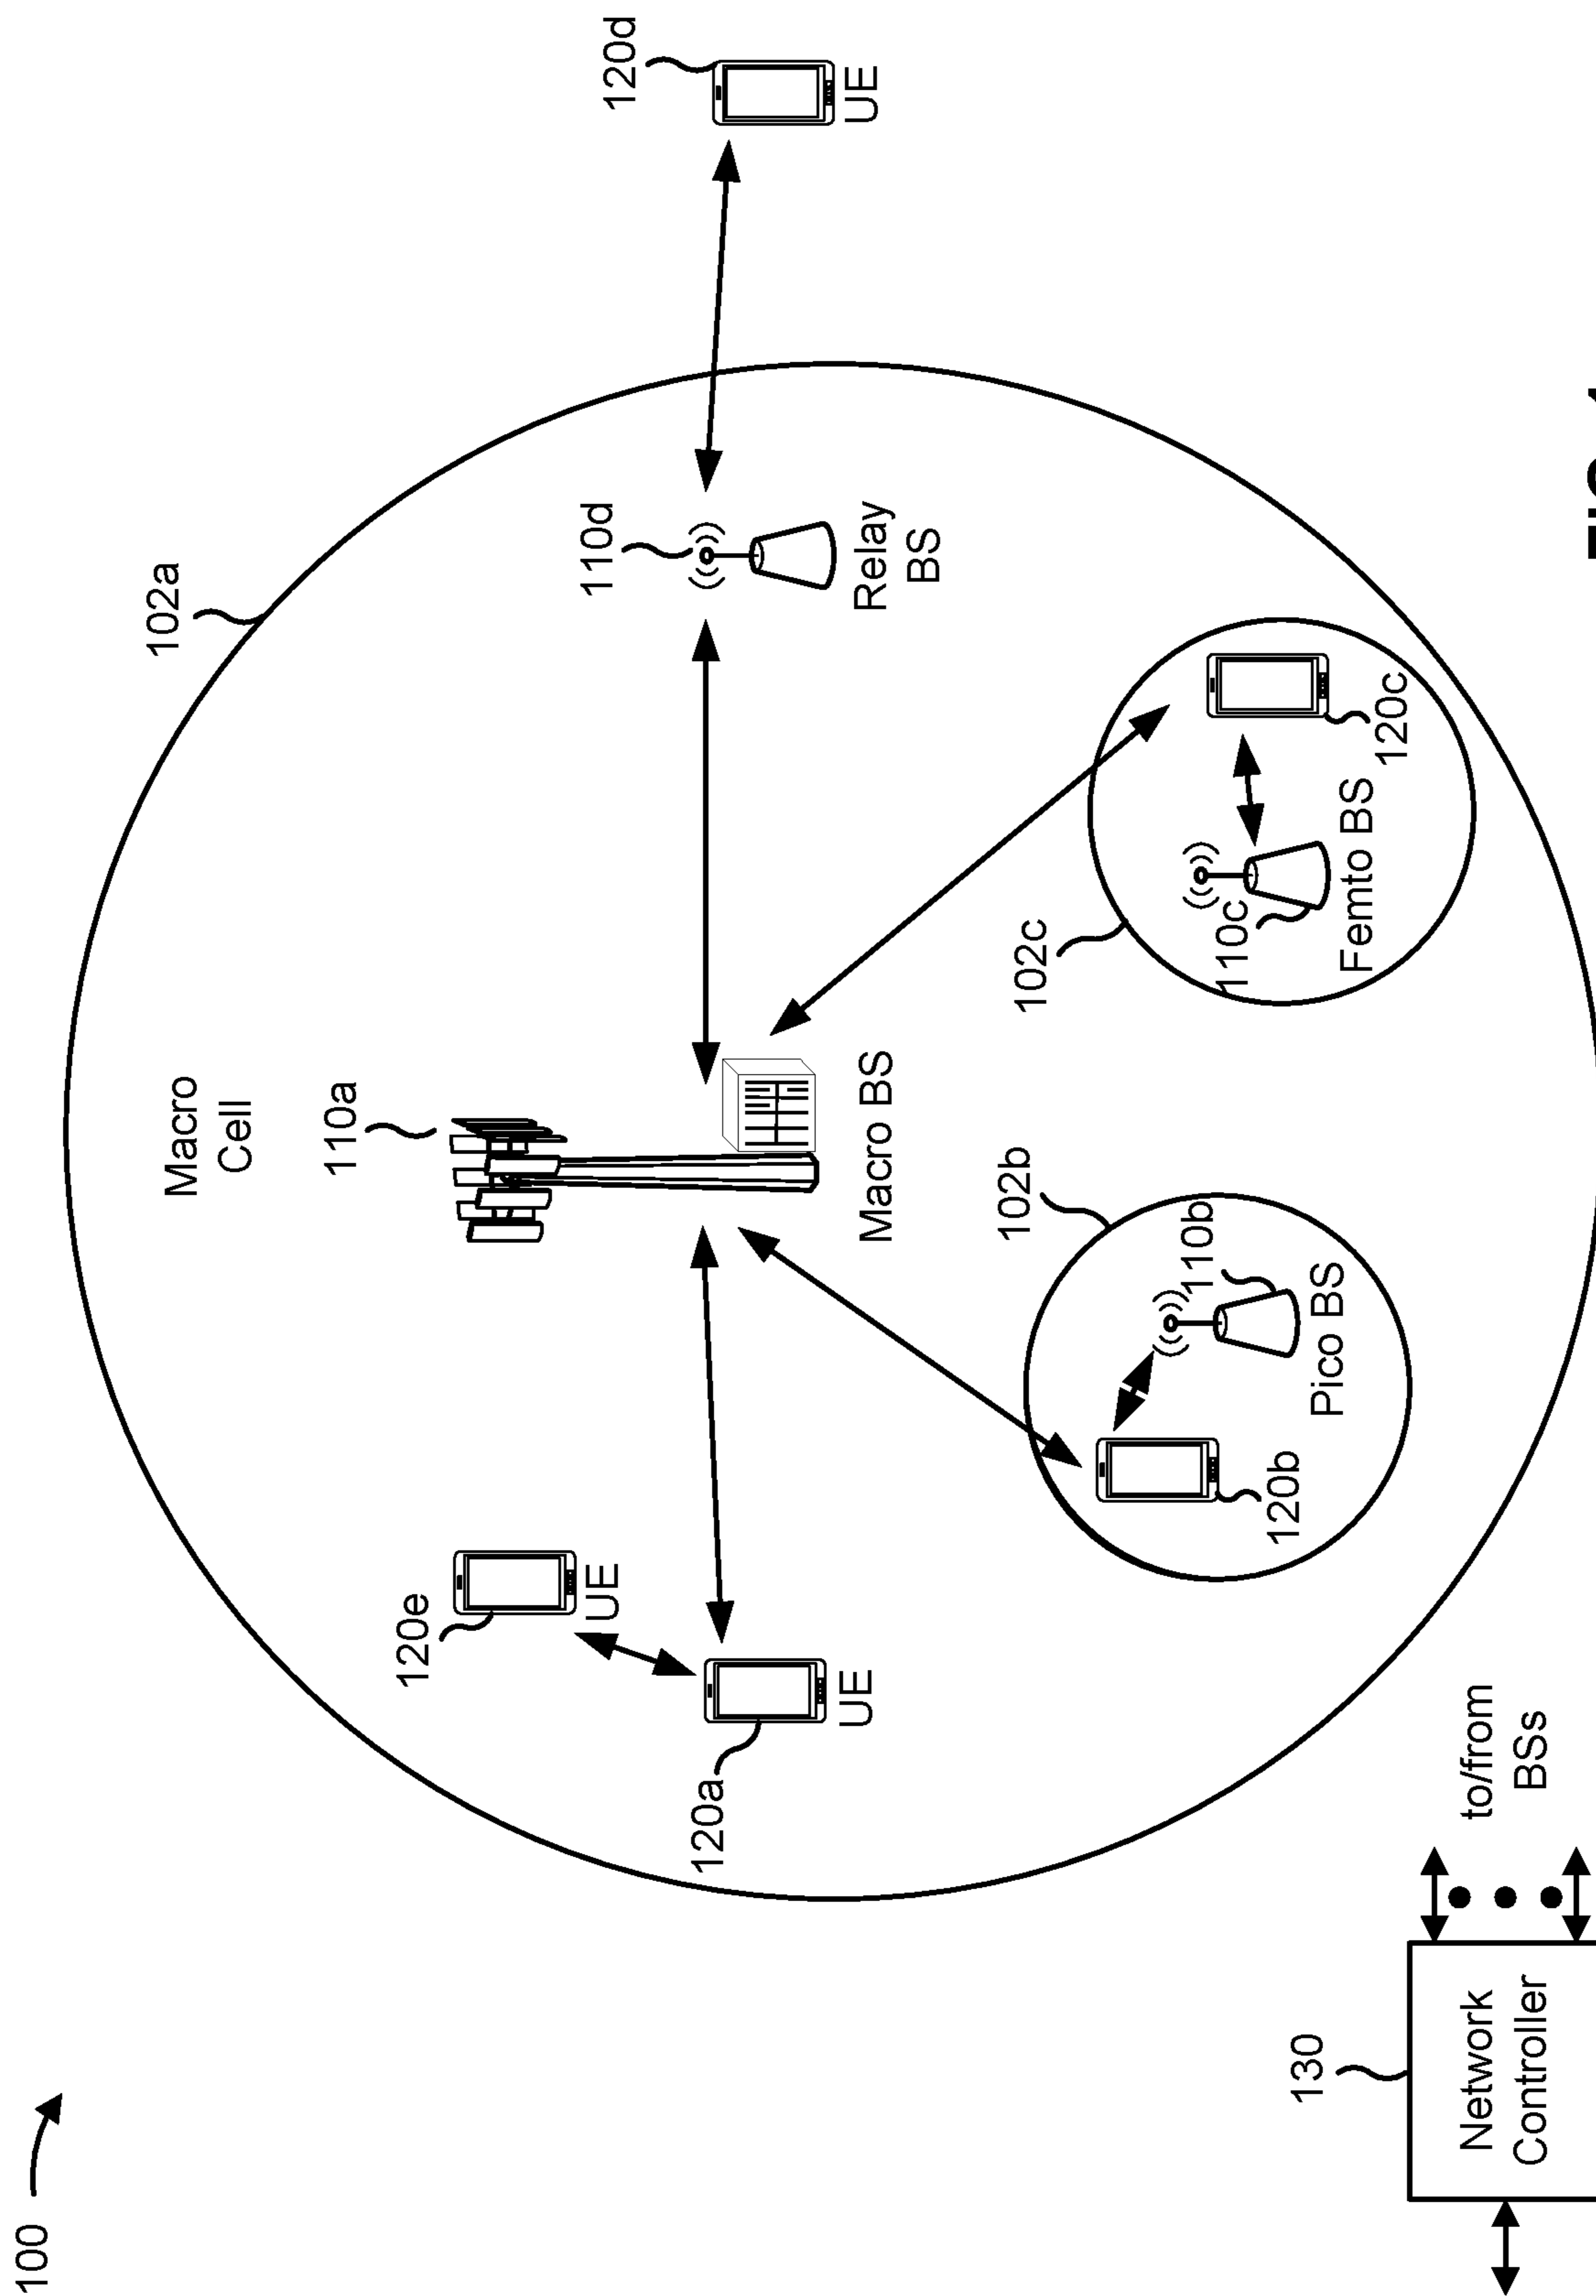 100
102a
Macro
Cell
110a
120e
UE
120a
UE
Macro BS
110d
Relay
BS
120d
UE
102b
110b
Pico BS
120b
102c
110c
Femto BS
120c
130
Network
Controller
to/from
BSs